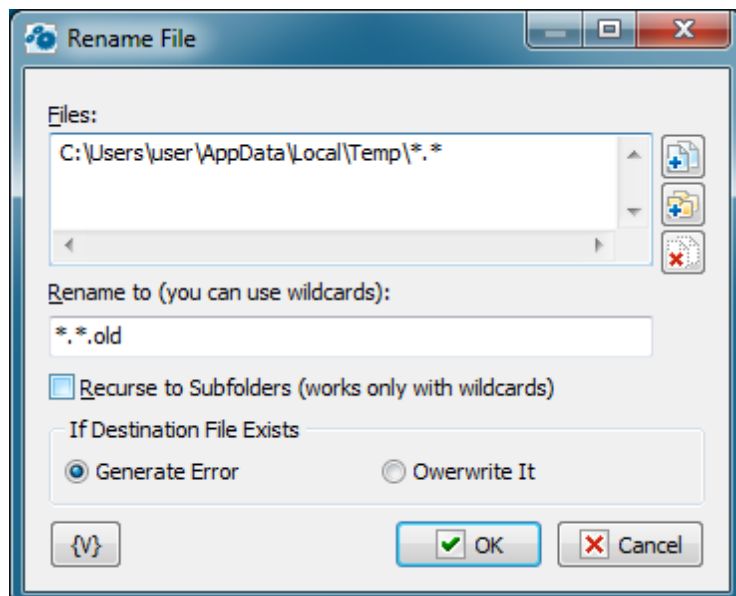 Rename File
Files:
C:\Users\user\AppData\Local\Temp\*.*
Rename to (you can use wildcards):
*.*.old
Recurse to Subfolders (works only with wildcards)
If Destination File Exists
Generate Error
Owerwrite It
{V}
OK
Cancel